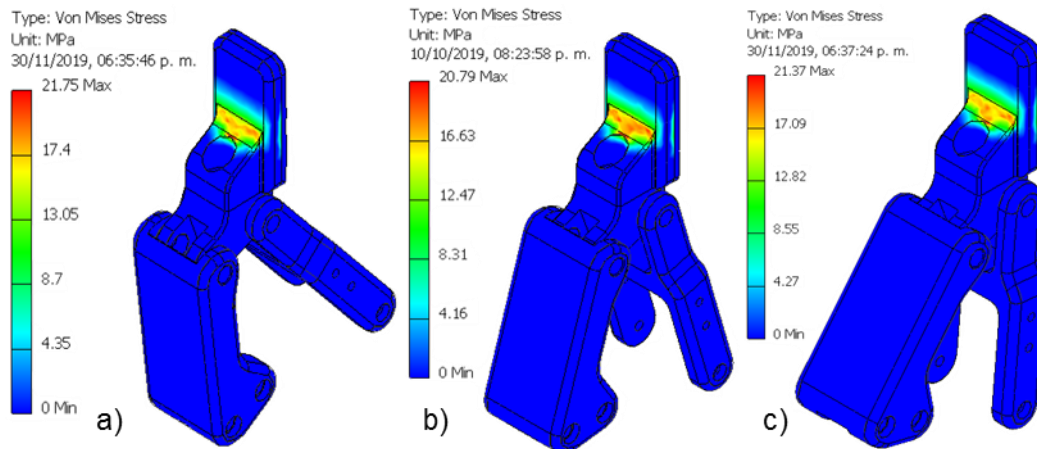 Type: Von Mises Stress
Unit: MPa
30/11/2019, 06:35:46 p. m.
21.75 Max
17.4
13.05
8.7
4.35
0 Min
a)
Type: Von Mises Stress
Unit: MPa
10/10/2019, 08:23:58 p. m.
20.79 Max
16.63
12.47
8.31
4.16
0 Min
b)
Type: Von Mises Stress
Unit: MPa
30/11/2019, 06:37:24 p. m.
21.37 Max
17.09
12.82
8.55
4.27
0 Min
c)